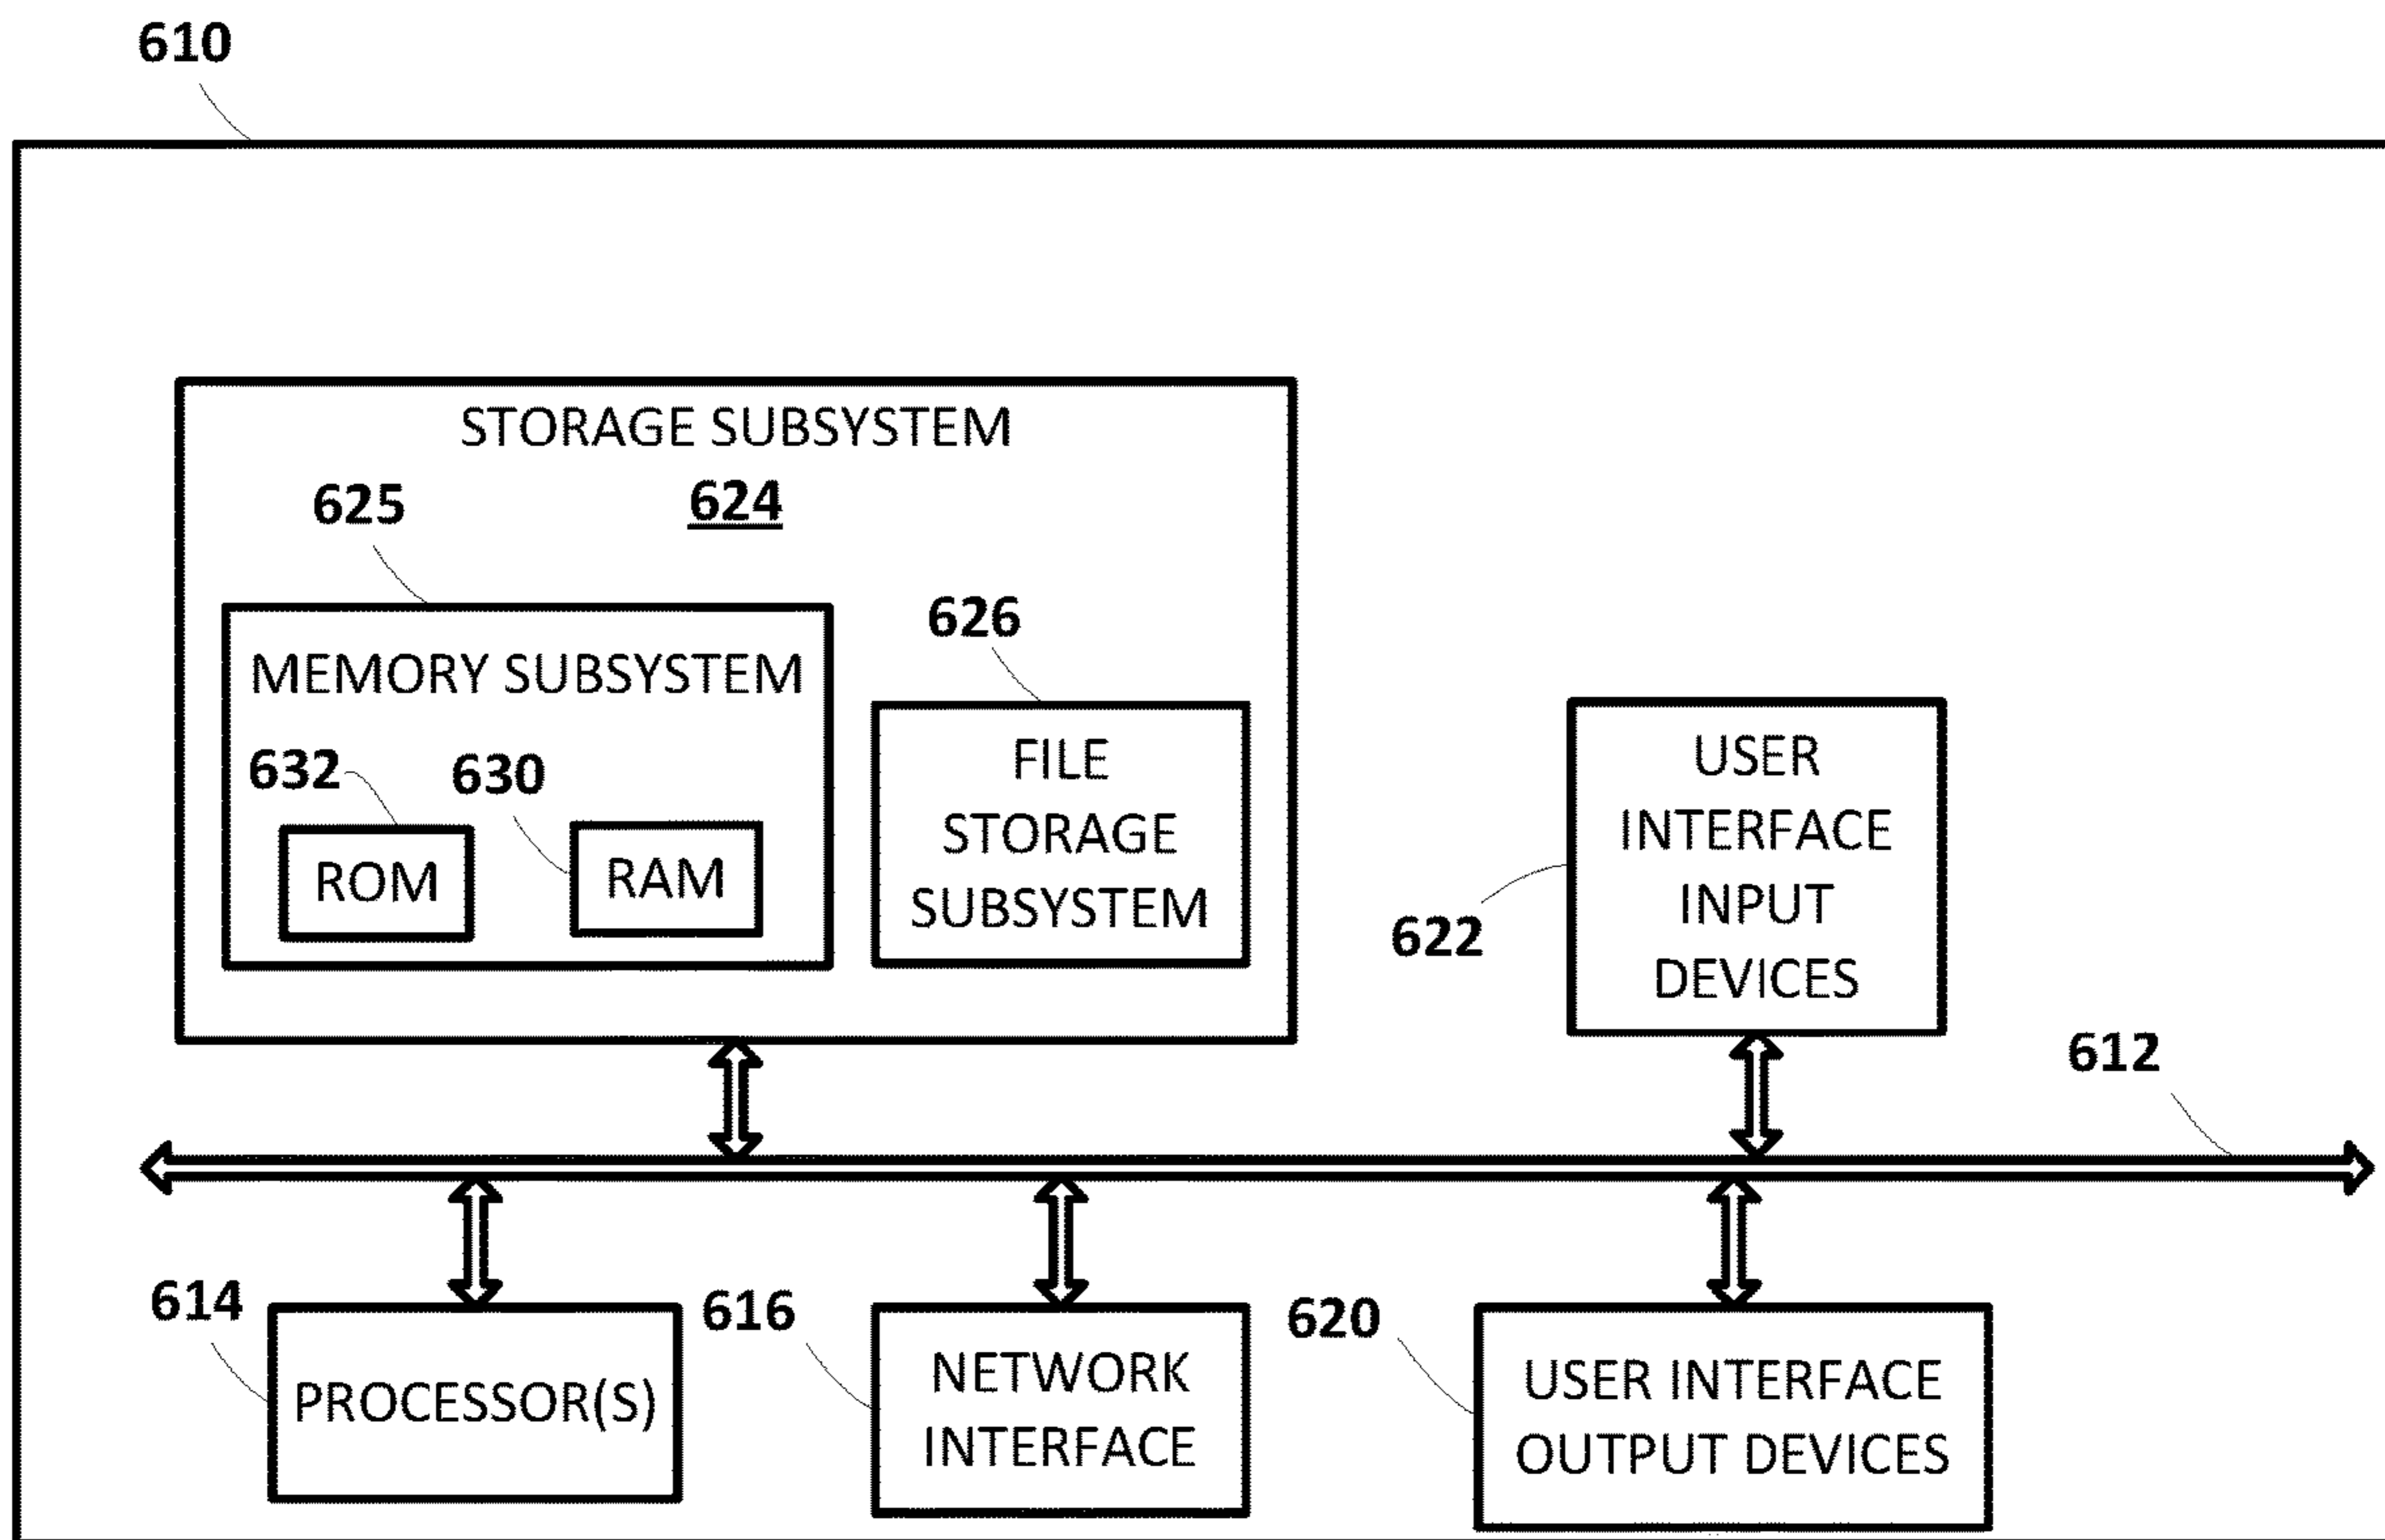 610
STORAGE SUBSYSTEM
624
625
MEMORY SUBSYSTEM
632
ROM
630
RAM
626
FILE
STORAGE
SUBSYSTEM
622
USER
INTERFACE
INPUT
DEVICES
612
614
PROCESSOR(S)
616
NETWORK
INTERFACE
620
USER INTERFACE
OUTPUT DEVICES